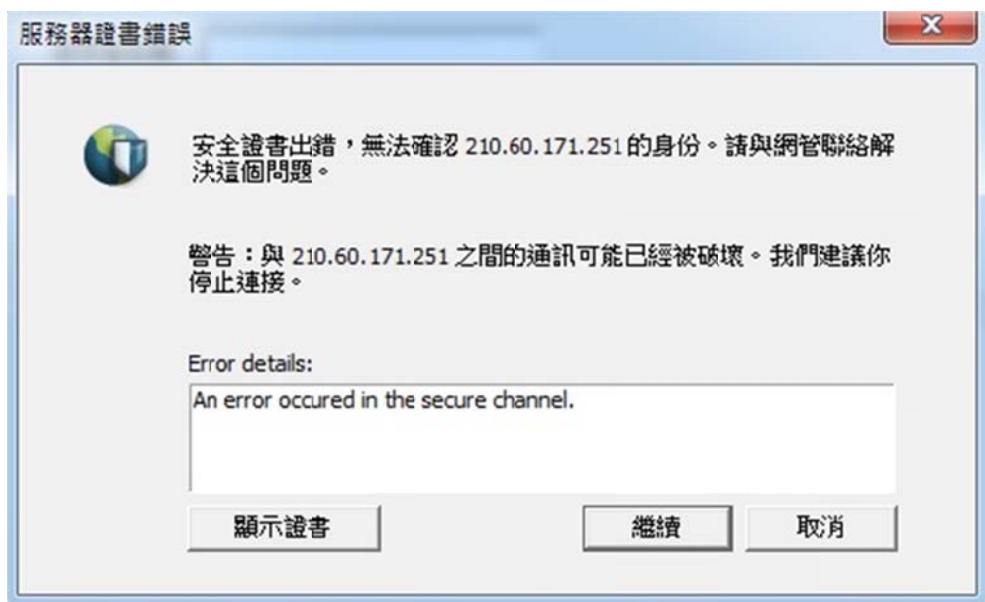 服務器證書錯誤
安全證書出錯，無法確認 210.60.171.251 的身份。請與網管聯絡解
決這個問題。
警告：與 210.60.171.251 之間的通訊可能已經被破壞。我們建議你
停止連接。
Error details:
An error occured in the secure channel.
顯示證書
繼續
取消